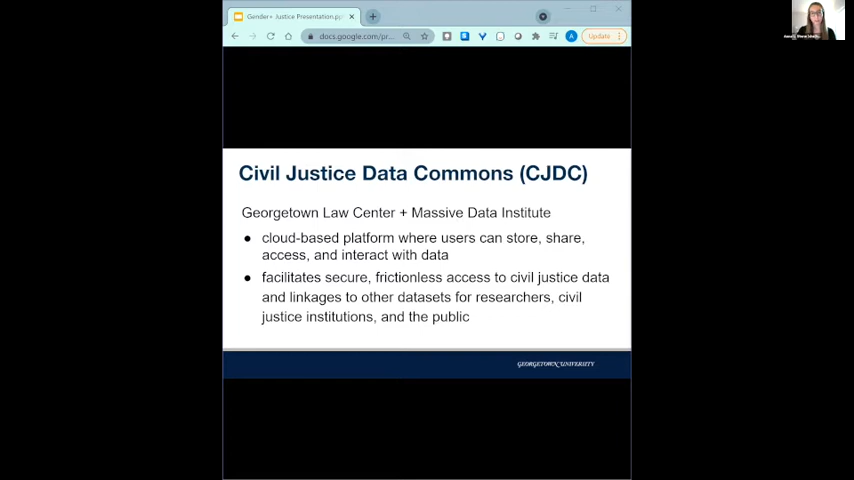 Gender+ Justice Presentation.pp
docs.google.com/pr...
A
Update
Civil Justice Data Commons (CJDC)
Georgetown Law Center + Massive Data Institute
● cloud-based platform where users can store, share,
access, and interact with data
● facilitates secure, frictionless access to civil justice data
and linkages to other datasets for researchers, civil
justice institutions, and the public
GEORGETOWN UNIVERSITY